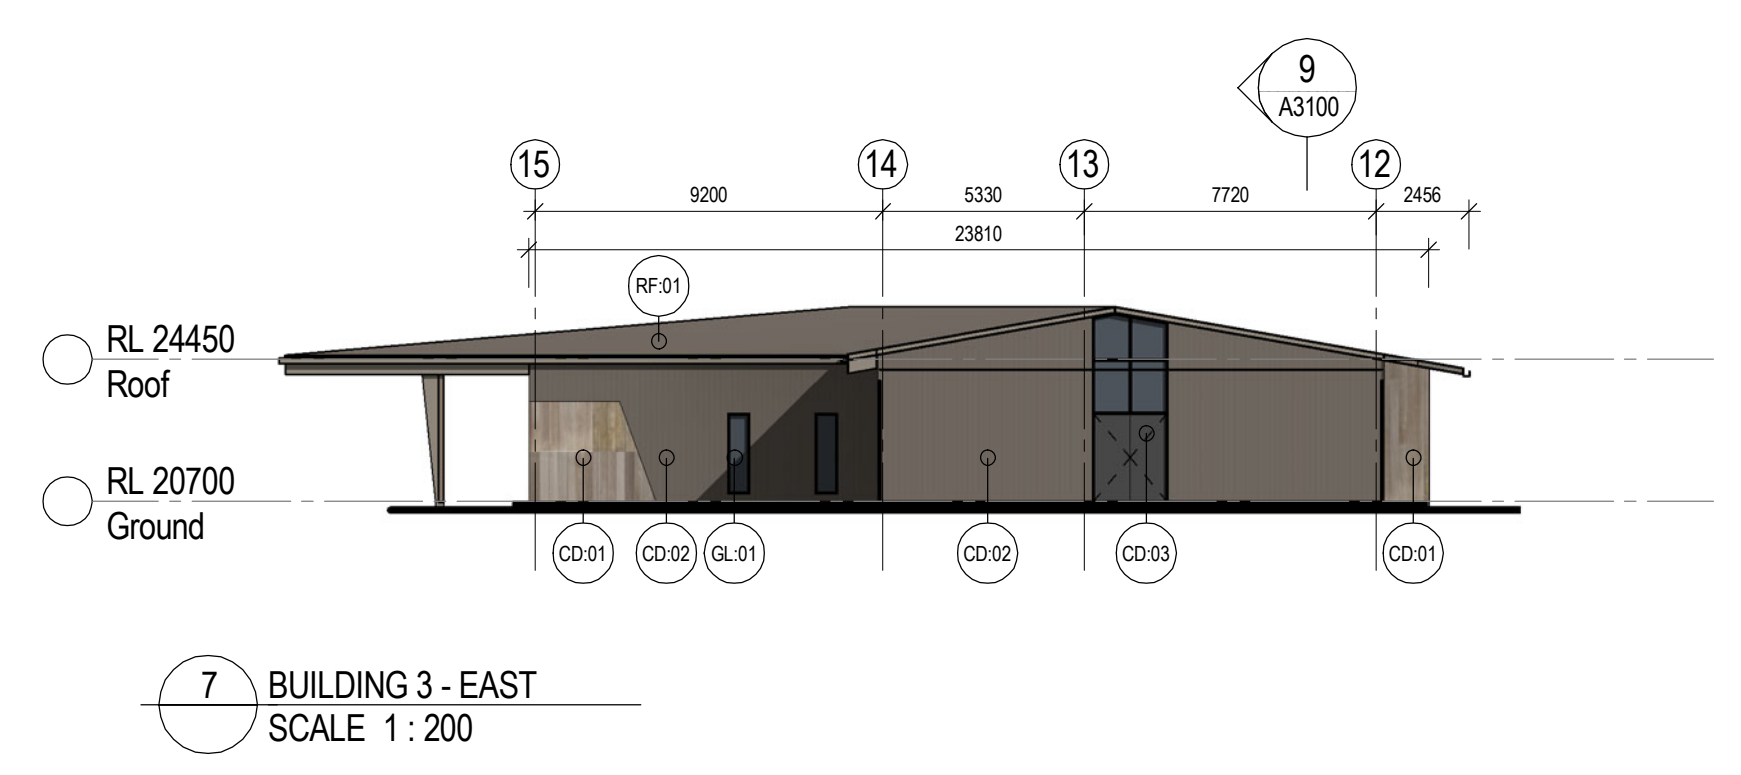 9
A3100
15
14
13
12
9200
5330
7720
2456
23810
RF:01
RL 24450
Roof
RL 20700
Ground
CD:01
CD:02
GL:01
CD:02
CD:03
CD:01
7
BUILDING 3 - EAST
SCALE 1 : 200